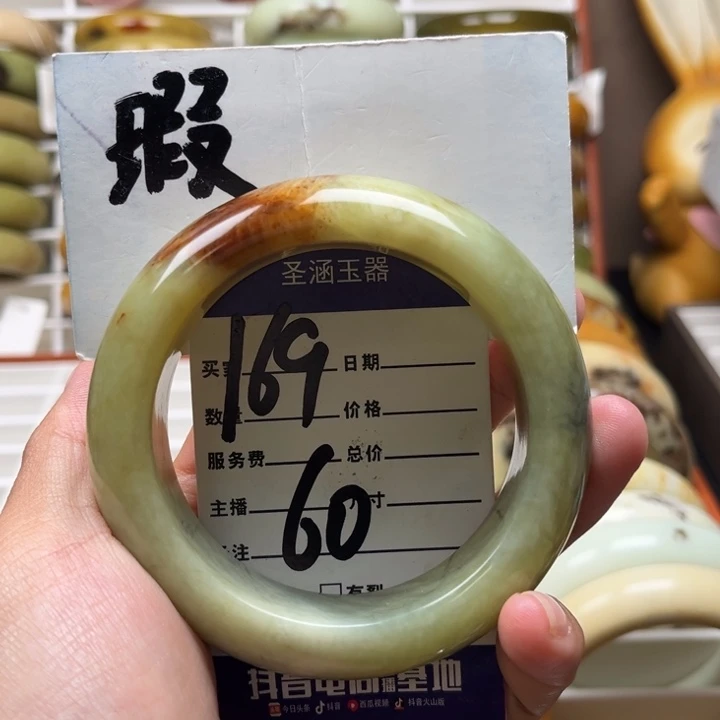 瑕
圣涵玉器
买 169 日期
数量 价格
服务费 总价
主播 60 寸
注
有裂
抖音电商直播基地
今日头条 抖音 西瓜视频 抖音火山版